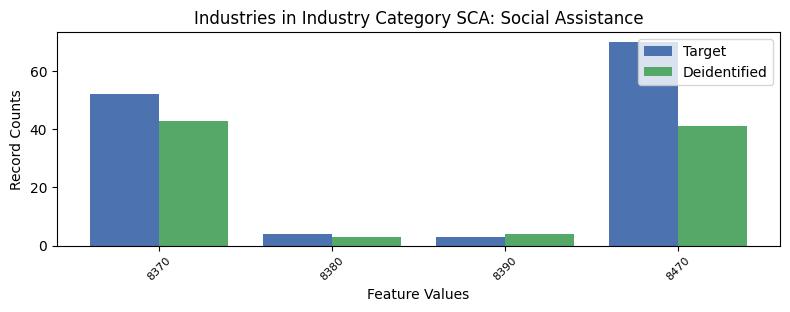 Industries in Industry Category SCA: Social Assistance
Target
Deidentified
Record Counts
60
40
20
0
8370
8380
8390
8470
Feature Values